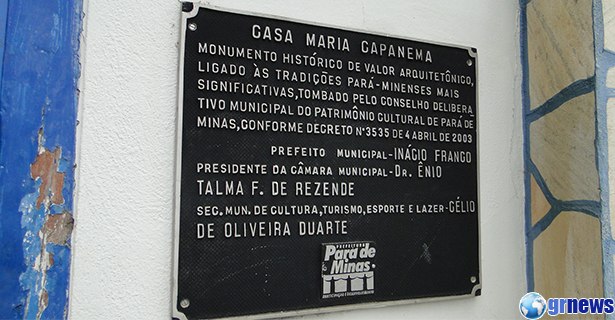 CASA MARIA CAPANEMA
MONUMENTO HISTÓRICO DE VALOR ARQUITETÔNICO,
LIGADO ÀS TRADIÇÕES PARÁ-MINENSES MAIS
SIGNIFICATIVAS, TOMBADO PELO CONSELHO DELIBERA
TIVO MUNICIPAL DO PATRIMÔNIO CULTURAL DE PARÁ DE
MINAS, CONFORME DECRETO Nº 3535 DE 4 ABRIL DE 2003
PREFEITO MUNICIPAL-INÁCIO FRANCO
PRESIDENTE DA CÂMARA MUNICIPAL-DR. ÊNIO
TALMA F. DE REZENDE
SEC. MUN. DE CULTURA, TURISMO, ESPORTE E LAZER-GÉLIO
DE OLIVEIRA DUARTE
PREFEITURA
Pará de
Minas
grnews